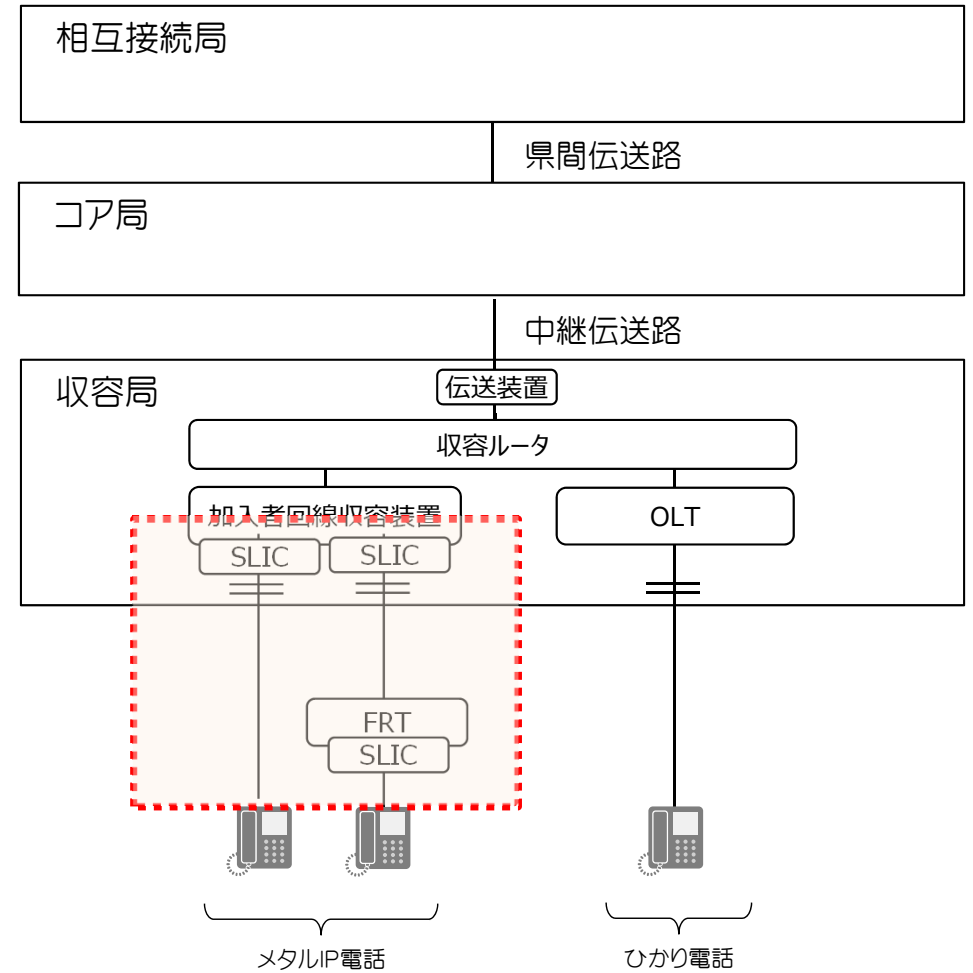 相互接続局
県間伝送路
コア局
中継伝送路
収容局
伝送装置
収容ルータ
加入者回線収容装置
OLT
SLIC
SLIC
FRT
SLIC
メタルIP電話
ひかり電話